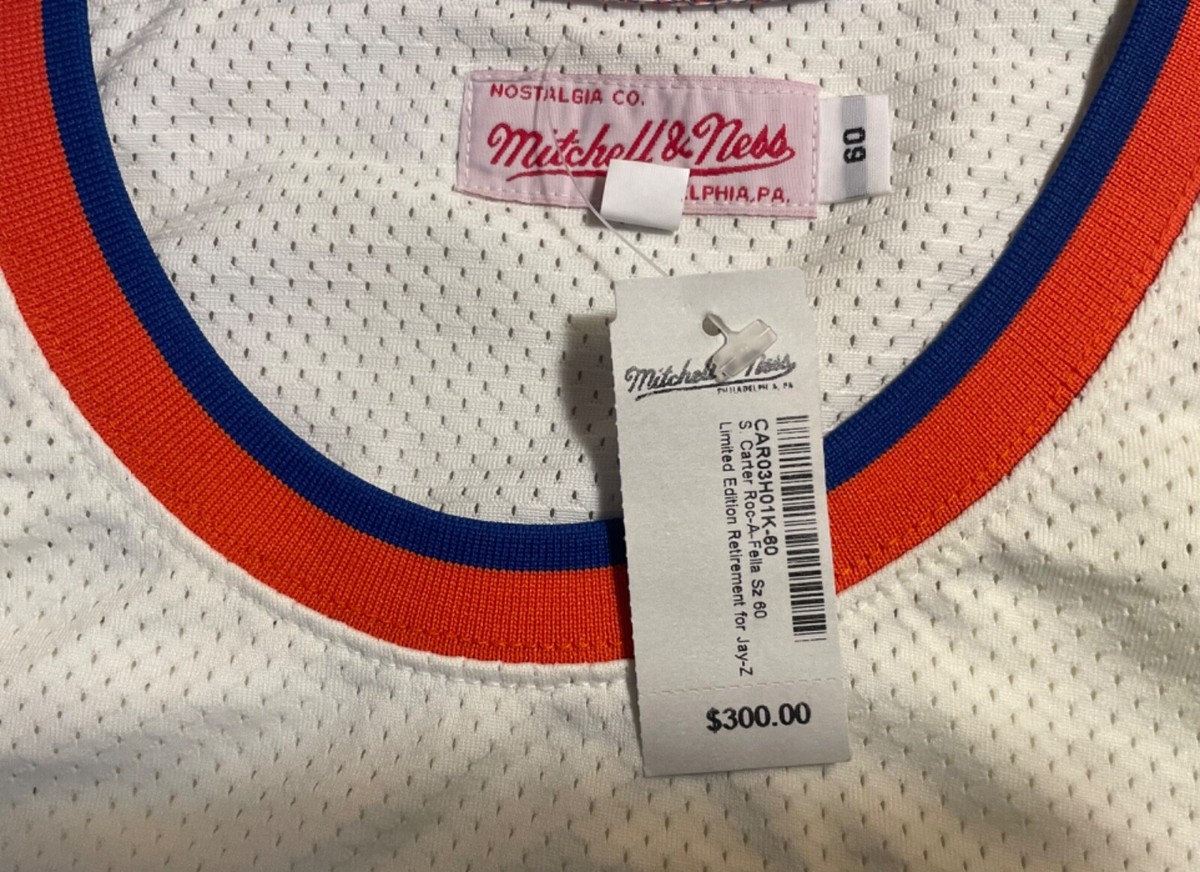 NOSTALGIA CO.
Mitchell & Ness
LPHIA, PA.
60
Mitchell Ness
PHILADELPHIA, PA
CAR03H01K-60
S. Carter Roc-A-Fella Sz 60
Limited Edition Retirement for Jay-Z
$300.00